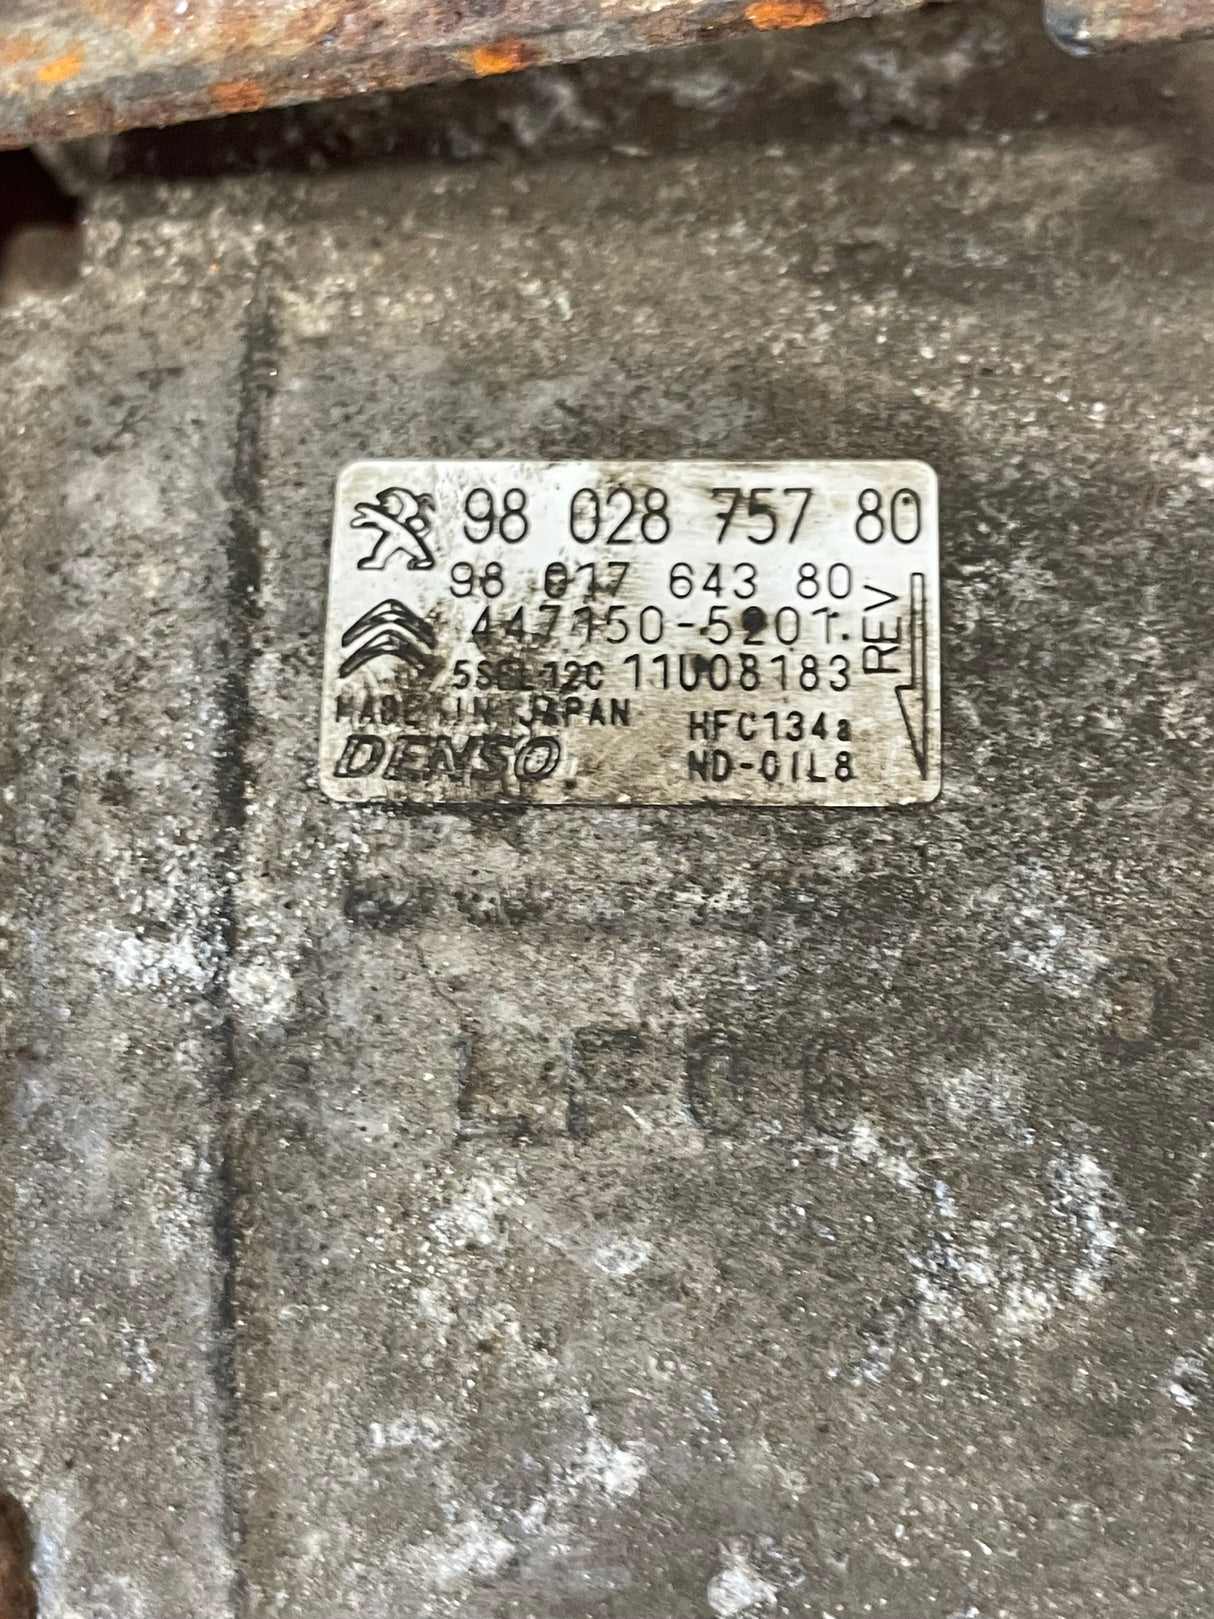 98 028 757 80
98 017 643 80
447150-5201
REV
5SEL12C 11U08183
MADE IN JAPAN
HFC134a
DENSO
ND-OIL8